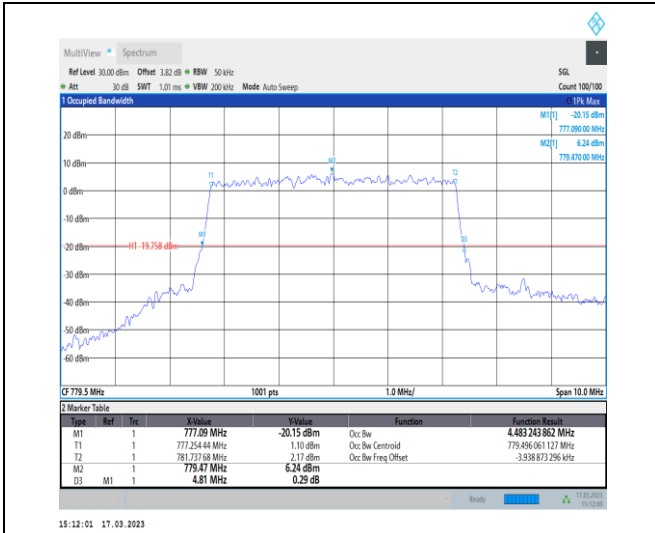 MultiView Spectrum
Ref Level 30.00 dBm Offset 3.82 dB RBW 50 kHz SGL
Att 30 dB SWT 1.01 ms VBW 200 kHz Mode Auto Sweep Count 100/100
1 Occupied Bandwidth 1Pk Max
M1[1] -20.15 dBm
777.090 00 MHz
M2[1] 6.24 dBm
779.470 00 MHz
20 dBm
10 dBm
M2
T1
T2
0 dBm
-10 dBm
M1
-20 dBm
H1 -19.758 dBm
-30 dBm
-40 dBm
-50 dBm
-60 dBm
CF 779.5 MHz 1001 pts 1.0 MHz/ Span 10.0 MHz
2 Marker Table
Type Ref Trc X-Value Y-Value Function Function Result
M1 1 777.09 MHz -20.15 dBm Occ Bw 4.483 243 862 MHz
T1 1 777.254 44 MHz 1.10 dBm Occ Bw Centroid 779.496 061 127 MHz
T2 1 781.737 68 MHz 2.17 dBm Occ Bw Freq Offset -3.938 873 296 kHz
M2 1 779.47 MHz 6.24 dBm
D3 M1 1 4.81 MHz 0.29 dB
Ready 17.03.2023
15:12:00
15:12:01 17.03.2023